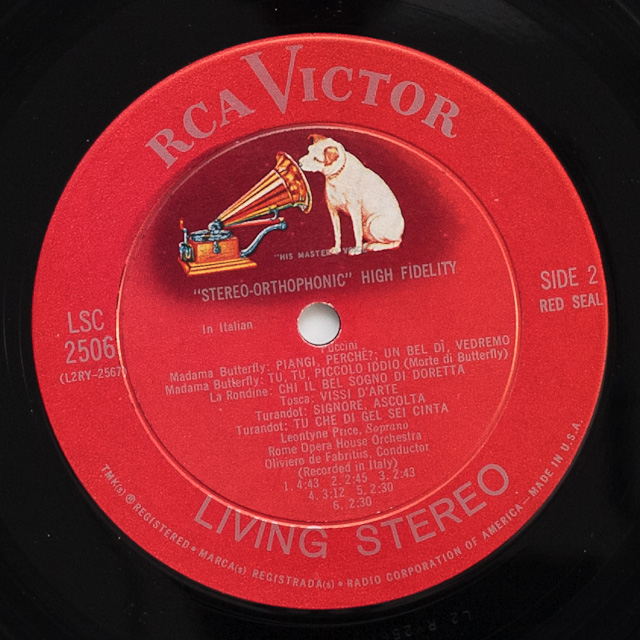 RCA VICTOR
"HIS MASTER'S VOICE"
"STEREO-ORTHOPHONIC" HIGH FIDELITY
LSC
2506
(L2RY-2567)
SIDE 2
RED SEAL
In Italian
Puccini
Madama Butterfly: PIANGI, PERCHÈ?; UN BEL DÌ, VEDREMO
Madama Butterfly: TU, TU, PICCOLO IDDIO (Morte di Butterfly)
La Rondine: CHI IL BEL SOGNO DI DORETTA
Tosca: VISSI D'ARTE
Turandot: SIGNORE, ASCOLTA
Turandot: TU CHE DI GEL SEI CINTA
Leontyne Price, Soprano
Rome Opera House Orchestra
Oliviero de Fabritus, Conductor
(Recorded in Italy)
1. 4:43 2. 2:45 3. 2:43
4. 3:12 5. 2:30
6. 2:30
LIVING STEREO
TMK(s) ® REGISTERED • MARCA(s) REGISTRADA(s) • RADIO CORPORATION OF AMERICA—MADE IN U.S.A.